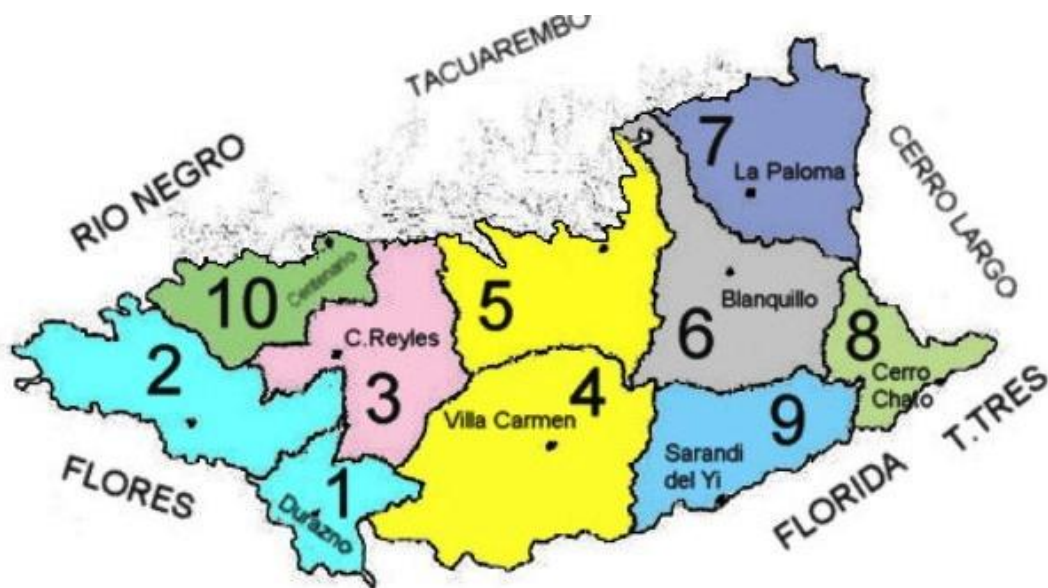 TACUAREMBO
RIO NEGRO
CERRO LARGO
7
La Paloma
10
Centenario
5
Blanquillo
6
8
Cerro
Chato
2
C.Reyles
3
4
Villa Carmen
9
Sarandi
del Yi
T.TRES
FLORES
1
Durazno
FLORIDA